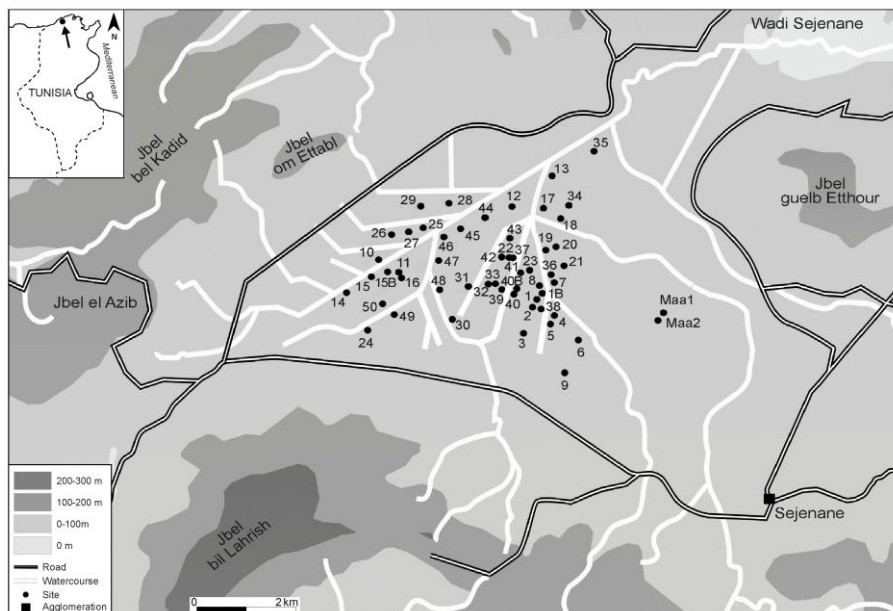 N
TUNISIA
Mediterranean
Wadi Sejenane
Jbel
bel Kadid
Jbel
om Ettabl
35
13
Jbel
guelb Etthour
29
28
12
17
34
44
18
26
27
25
45
43
46
19
20
10
42
22
37
47
41
23
36
21
11
15
15B
16
31
33
40B
8
7
Jbel el Azib
14
48
32
39
1
1B
50
40
2
38
Maa1
Maa2
49
30
4
24
3
5
6
9
200-300 m
100-200 m
0-100m
0 m
Road
Watercourse
Site
Agglomeration
Jbel
bil Lahrish
Sejenane
0
2 km